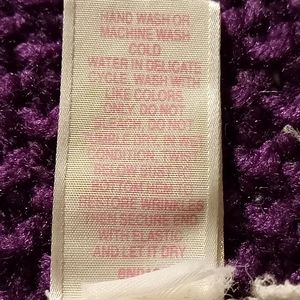 HAND WASH OR
MACHINE WASH
COLD
WATER IN DELICATE
CYCLE. WASH WITH
LIKE COLORS
ONLY. DO NOT
BLEACH, DO NOT
TUMBLE DRY. IN WET
CONDITION, TWIST
BELOW BUST TO
BOTTOM HEM TO
RESTORE WRINKLES
THEN SECURE END
WITH ELASTIC
AND LET IT DRY